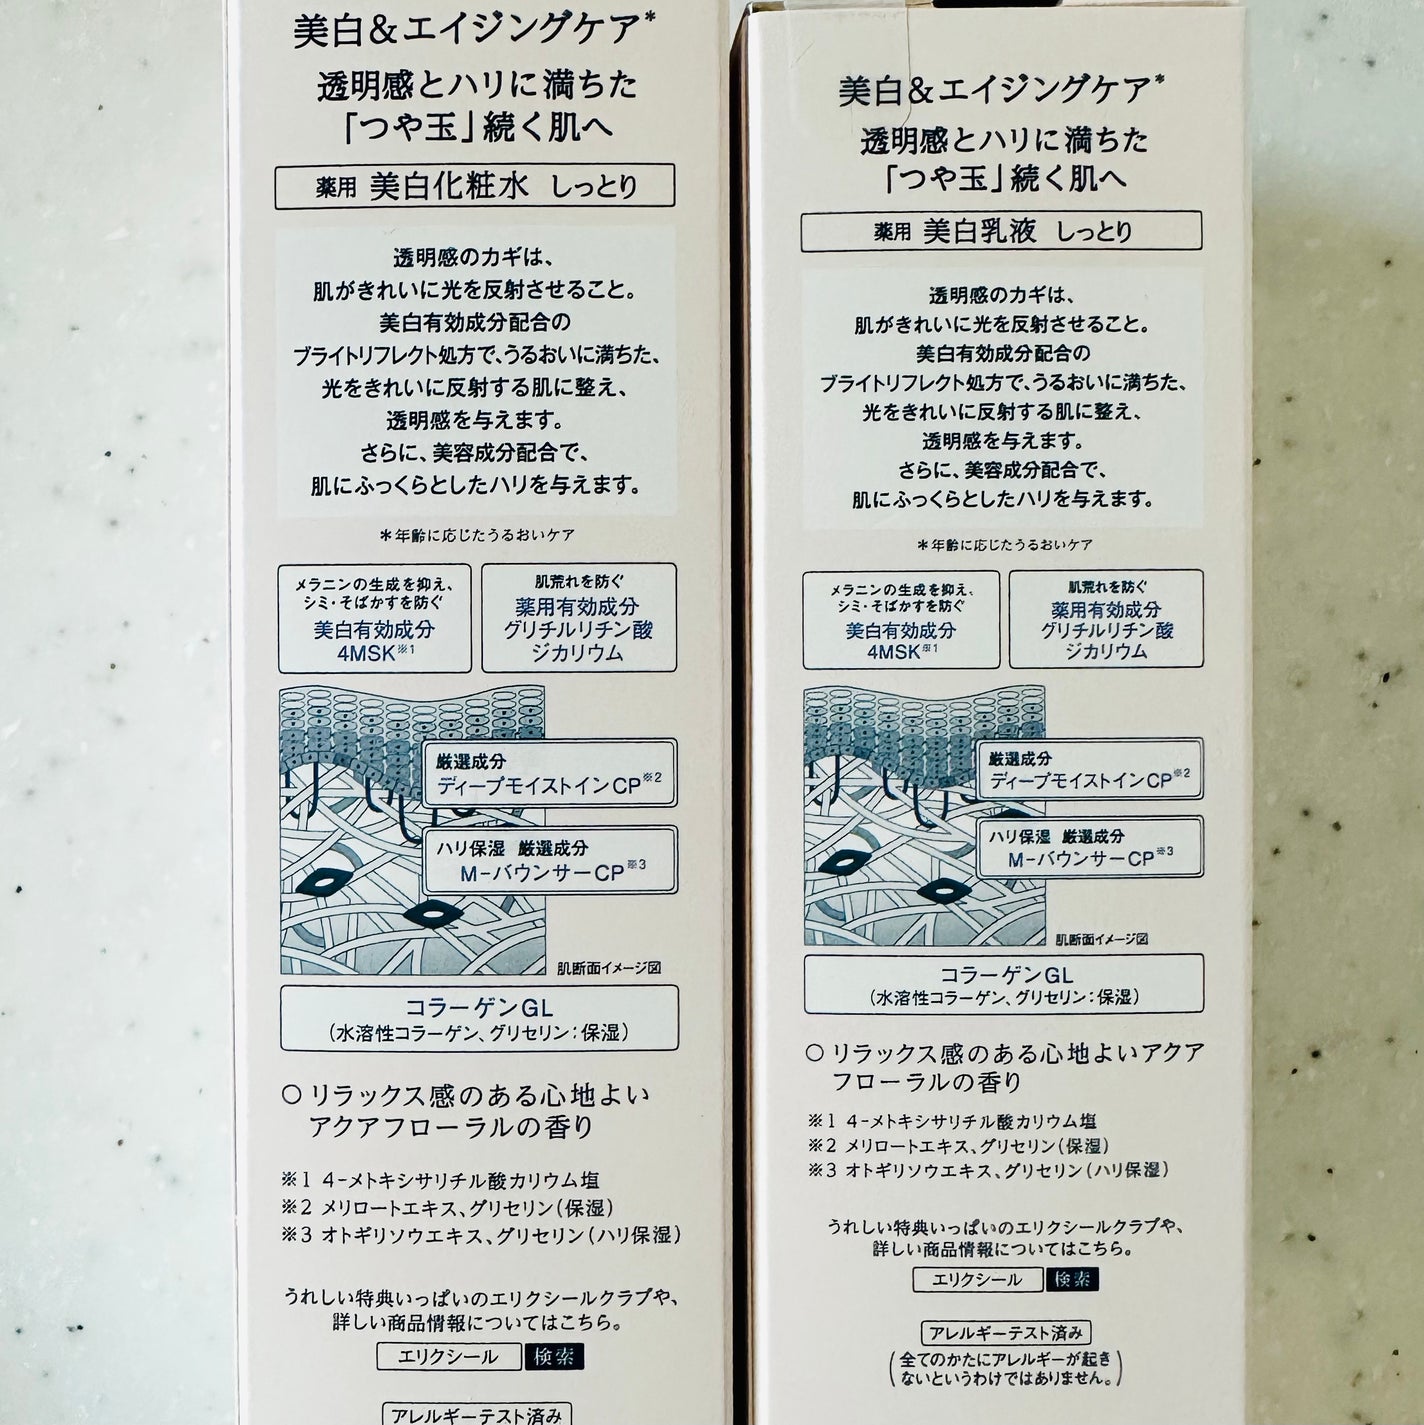 美白&エイジングケア*
透明感とハリに満ちた
「つや玉」続く肌へ
薬用 美白化粧水 しっとり
透明感のカギは、
肌がきれいに光を反射させること。
美白有効成分配合の
ブライトリフレクト処方で、うるおいに満ちた、
光をきれいに反射する肌に整え、
透明感を与えます。
さらに、美容成分配合で、
肌にふっくらとしたハリを与えます。
*年齢に応じたうるおいケア
メラニンの生成を抑え、
シミ・そばかすを防ぐ
美白有効成分
4MSK※1
肌荒れを防ぐ
薬用有効成分
グリチルリチン酸
ジカリウム
厳選成分
ディープモイストインCP※2
ハリ保湿 厳選成分
M-バウンサーCP※3
肌断面イメージ図
コラーゲンGL
(水溶性コラーゲン、グリセリン:保湿)
○リラックス感のある心地よい
アクアフローラルの香り
※1 4-メトキシサリチル酸カリウム塩
※2 メリロートエキス、グリセリン(保湿)
※3 オトギリソウエキス、グリセリン(ハリ保湿)
うれしい特典いっぱいのエリクシールクラブや、
詳しい商品情報についてはこちら。
エリクシール 検索
アレルギーテスト済み
美白&エイジングケア*
透明感とハリに満ちた
「つや玉」続く肌へ
薬用 美白乳液 しっとり
透明感のカギは、
肌がきれいに光を反射させること。
美白有効成分配合の
ブライトリフレクト処方で、うるおいに満ちた、
光をきれいに反射する肌に整え、
透明感を与えます。
さらに、美容成分配合で、
肌にふっくらとしたハリを与えます。
*年齢に応じたうるおいケア
メラニンの生成を抑え、
シミ・そばかすを防ぐ
美白有効成分
4MSK※1
肌荒れを防ぐ
薬用有効成分
グリチルリチン酸
ジカリウム
厳選成分
ディープモイストインCP※2
ハリ保湿 厳選成分
M-バウンサーCP※3
肌断面イメージ図
コラーゲンGL
(水溶性コラーゲン、グリセリン:保湿)
○リラックス感のある心地よいアクア
フローラルの香り
※1 4-メトキシサリチル酸カリウム塩
※2 メリロートエキス、グリセリン(保湿)
※3 オトギリソウエキス、グリセリン(ハリ保湿)
うれしい特典いっぱいのエリクシールクラブや、
詳しい商品情報についてはこちら。
エリクシール 検索
アレルギーテスト済み
(全てのかたにアレルギーが起き
ないというわけではありません。)